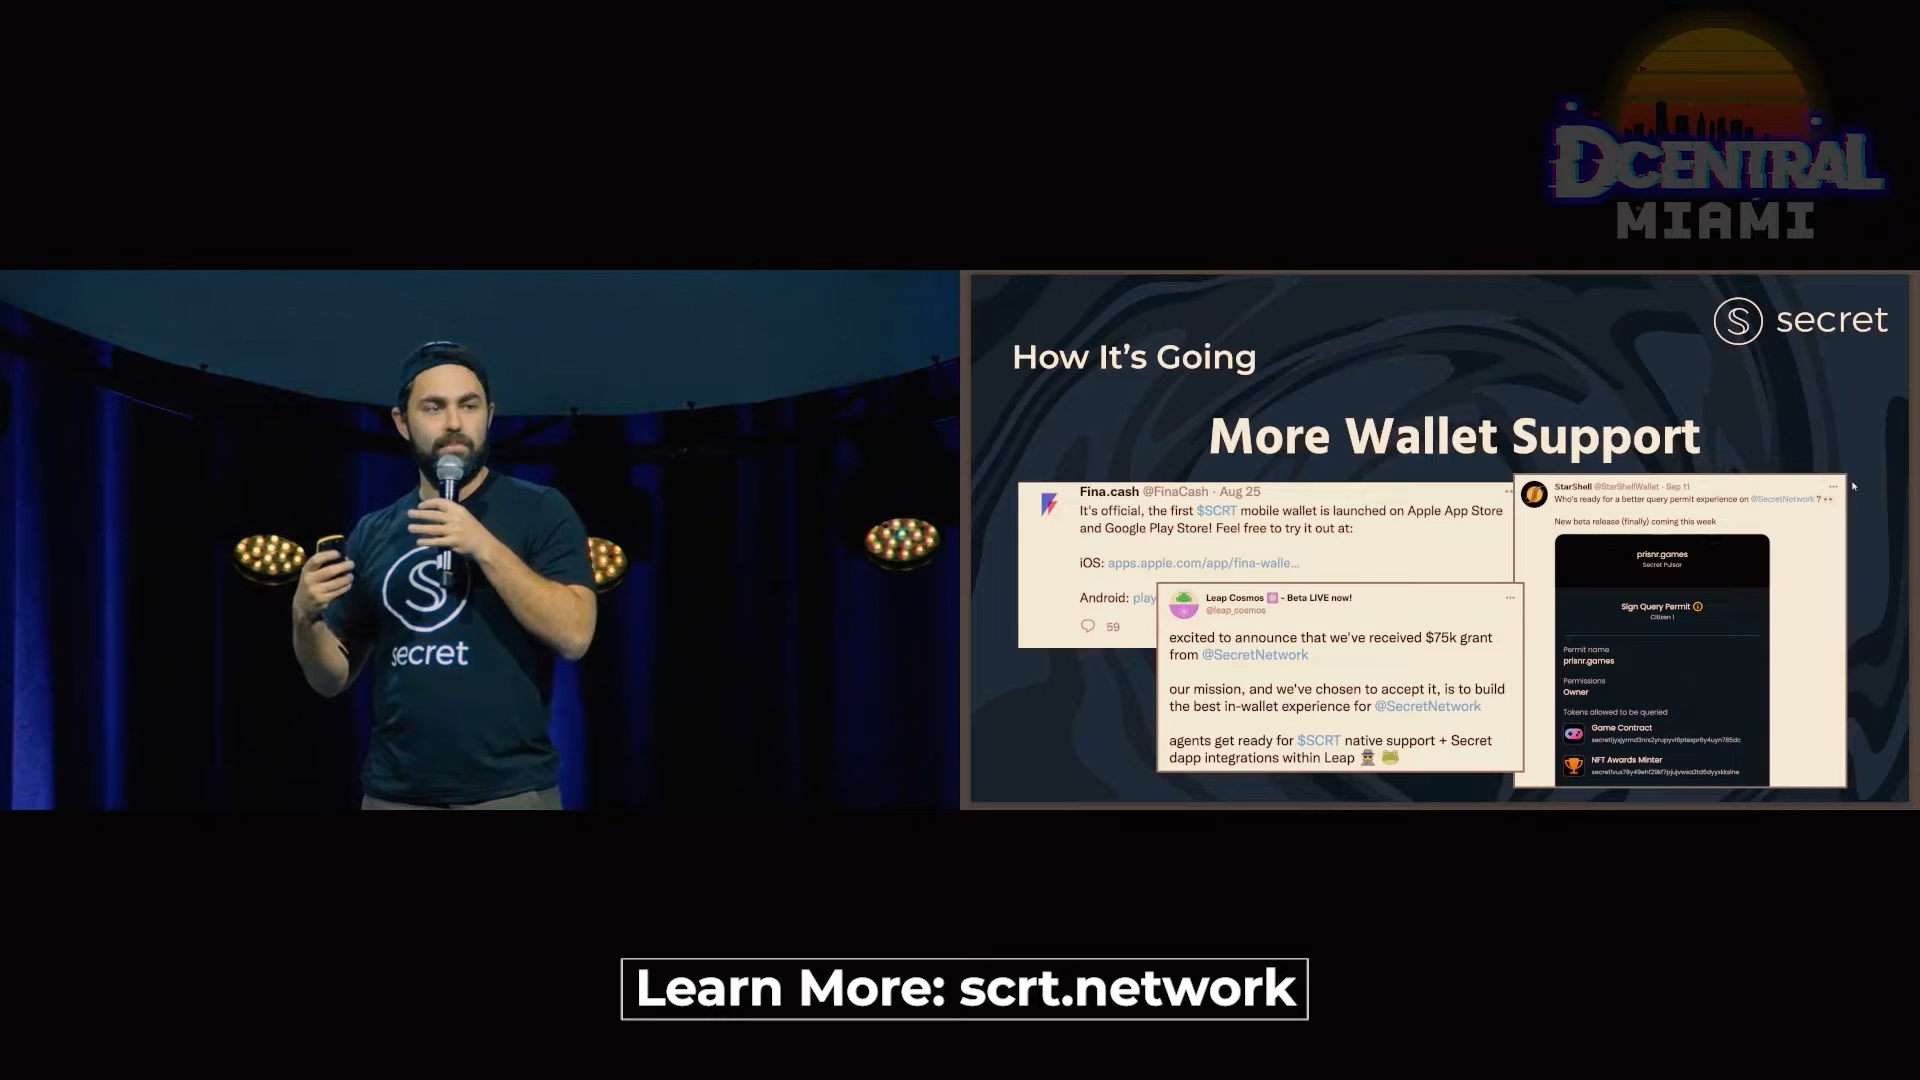 DCENTRAL
MIAMI
secret
How It's Going
More Wallet Support
Fina.cash @FinaCash · Aug 25
It's official, the first $SCRT mobile wallet is launched on Apple App Store
and Google Play Store! Feel free to try it out at:
iOS: apps.apple.com/app/fina-walle...
Android: play
59
Leap Cosmos - Beta LIVE now!
@leap_cosmos
excited to announce that we've received $75k grant
from @SecretNetwork
our mission, and we've chosen to accept it, is to build
the best in-wallet experience for @SecretNetwork
agents get ready for $SCRT native support + Secret
dapp integrations within Leap
StarShell @StarShellWallet · Sep 11
Who's ready for a better query permit experience on @SecretNetwork ?
New beta release (finally) coming this week
prisnr.games
Secret Pulsar
Sign Query Permit
Citizen 1
Permit name
prisnr.games
Permissions
Owner
Tokens allowed to be queried
Game Contract
NFT Awards Minter
S
secret
Learn More: scrt.network